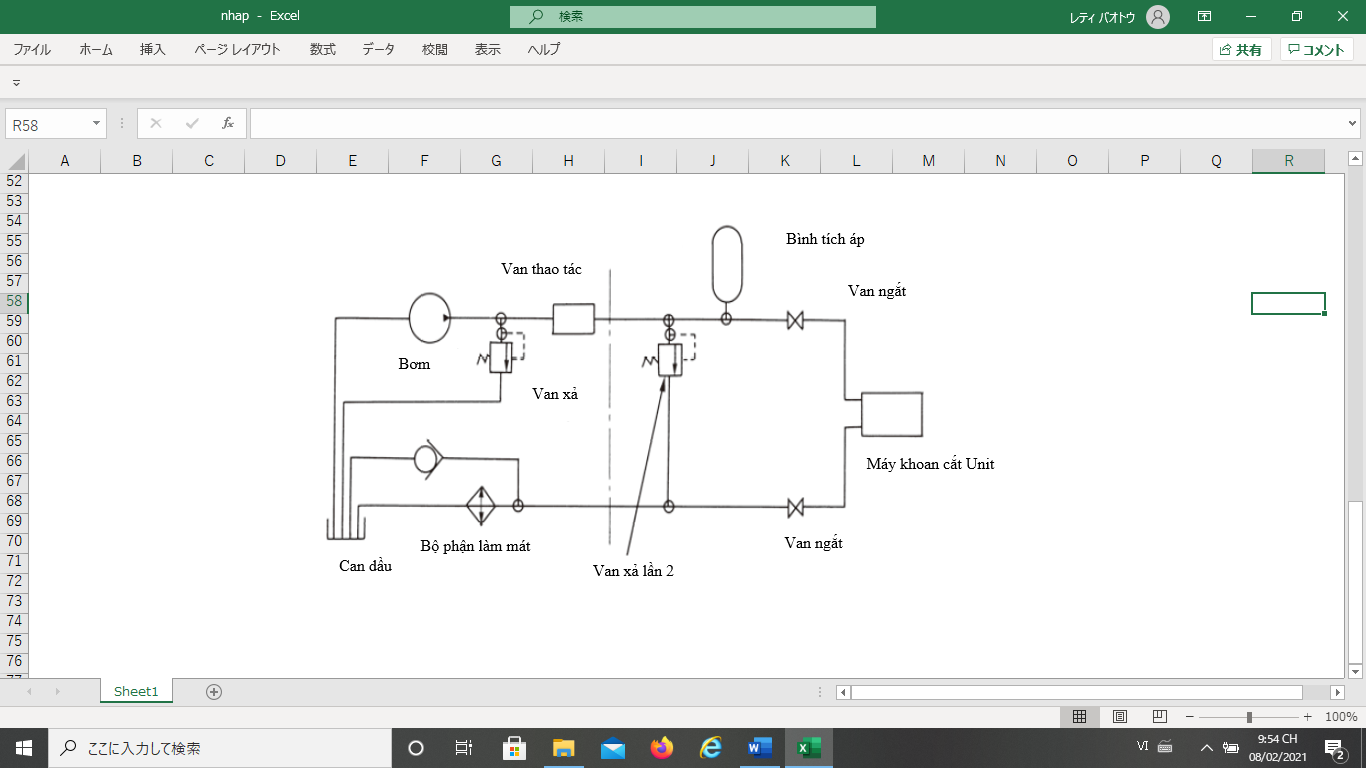 nhap - Excel
検索
レティ バオトウ
ファイル ホーム 挿入 ページ レイアウト 数式 データ 校閲 表示 ヘルプ
共有 コメント
R58
fx
A B C D E F G H I J K L M N O P Q R
52
53
54
55
56
57
58
59
60
61
62
63
64
65
66
67
68
69
70
71
72
73
74
75
76
77
Bình tích áp
Van thao tác
Van ngắt
Bơm
Van xả
Máy khoan cắt Unit
Bộ phận làm mát
Van ngắt
Can dầu
Van xả lần 2
Sheet1
100%
ここに入力して検索
VI
9:54 CH
08/02/2021
2